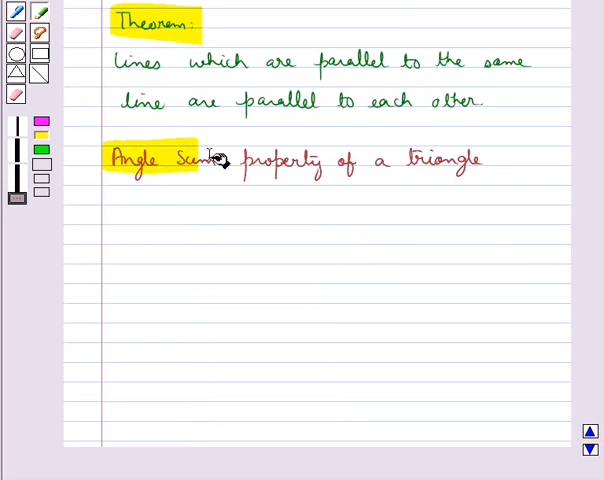 Theorem:
lines which are parallel to the same
line are parallel to each other.
Angle Sum property of a triangle